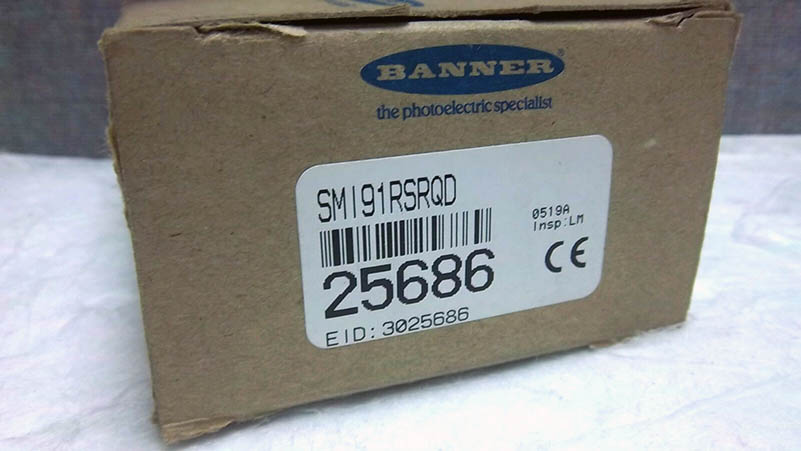 BANNER®
the photoelectric specialist
SMI91RSRQD
0519A
Insp:LM
25686
CE
EID: 3025686